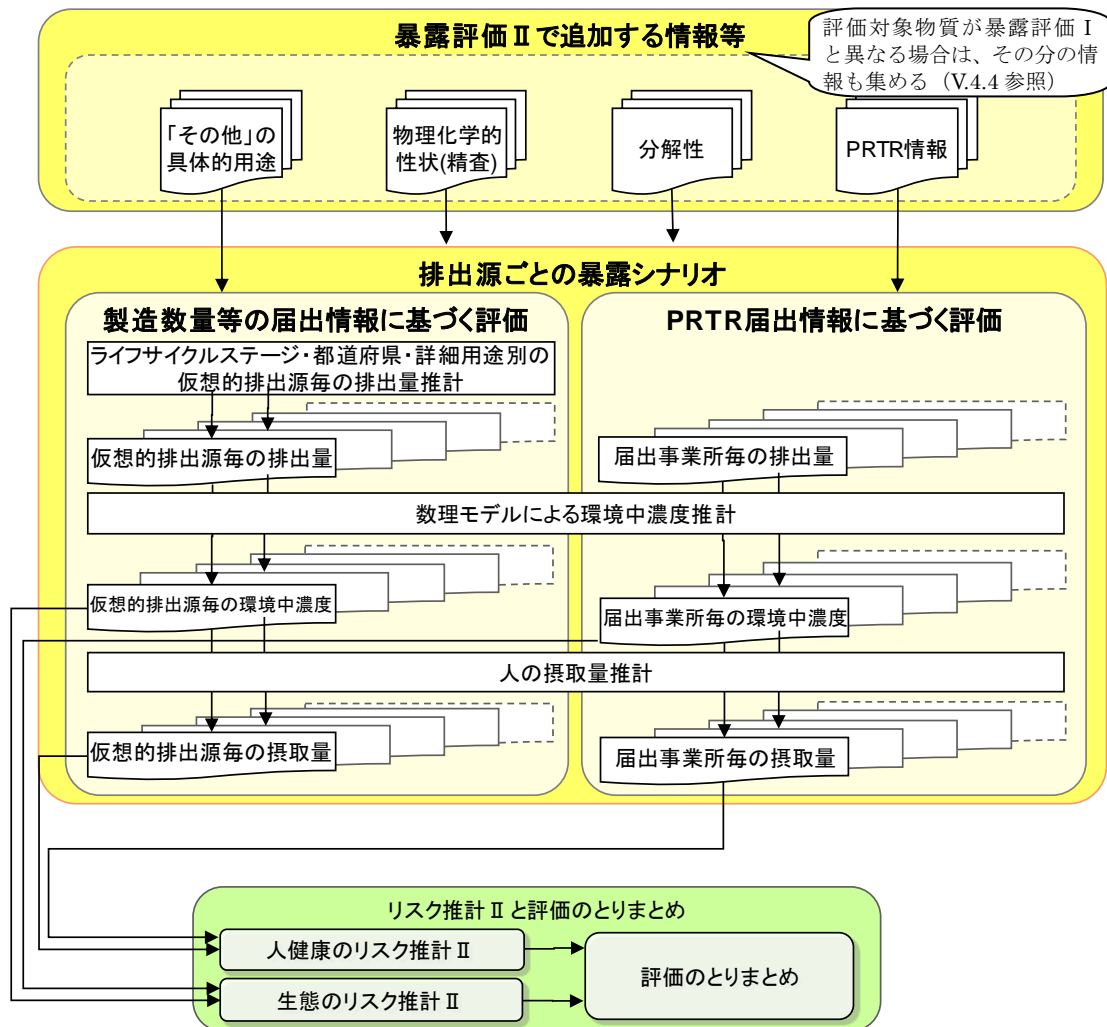 暴露評価Ⅱで追加する情報等
評価対象物質が暴露評価Ⅰ
と異なる場合は、その分の情
報も集める（V.4.4 参照）
「その他」の
具体的用途
物理化学的
性状(精査)
分解性
PRTR情報
排出源ごとの暴露シナリオ
製造数量等の届出情報に基づく評価
PRTR届出情報に基づく評価
ライフサイクルステージ・都道府県・詳細用途別の
仮想的排出源毎の排出量推計
仮想的排出源毎の排出量
届出事業所毎の排出量
数理モデルによる環境中濃度推計
仮想的排出源毎の環境中濃度
届出事業所毎の環境中濃度
人の摂取量推計
仮想的排出源毎の摂取量
届出事業所毎の摂取量
リスク推計Ⅱと評価のとりまとめ
人健康のリスク推計Ⅱ
評価のとりまとめ
生態のリスク推計Ⅱ